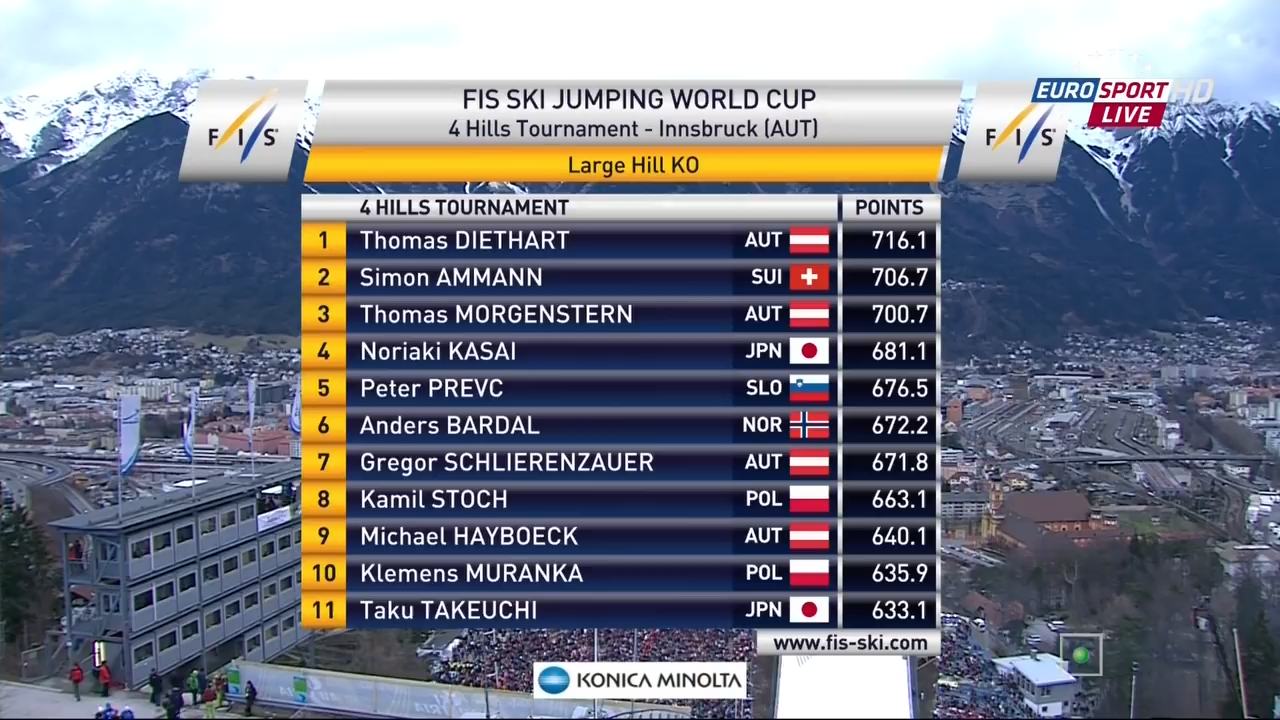 FIS SKI JUMPING WORLD CUP
4 Hills Tournament - Innsbruck (AUT)
Large Hill KO
FIS
FIS
EUROSPORT HD
LIVE
4 HILLS TOURNAMENT POINTS
1 Thomas DIETHART AUT 716.1
2 Simon AMMANN SUI 706.7
3 Thomas MORGENSTERN AUT 700.7
4 Noriaki KASAI JPN 681.1
5 Peter PREVC SLO 676.5
6 Anders BARDAL NOR 672.2
7 Gregor SCHLIERENZAUER AUT 671.8
8 Kamil STOCH POL 663.1
9 Michael HAYBOECK AUT 640.1
10 Klemens MURANKA POL 635.9
11 Taku TAKEUCHI JPN 633.1
www.fis-ski.com
KONICA MINOLTA